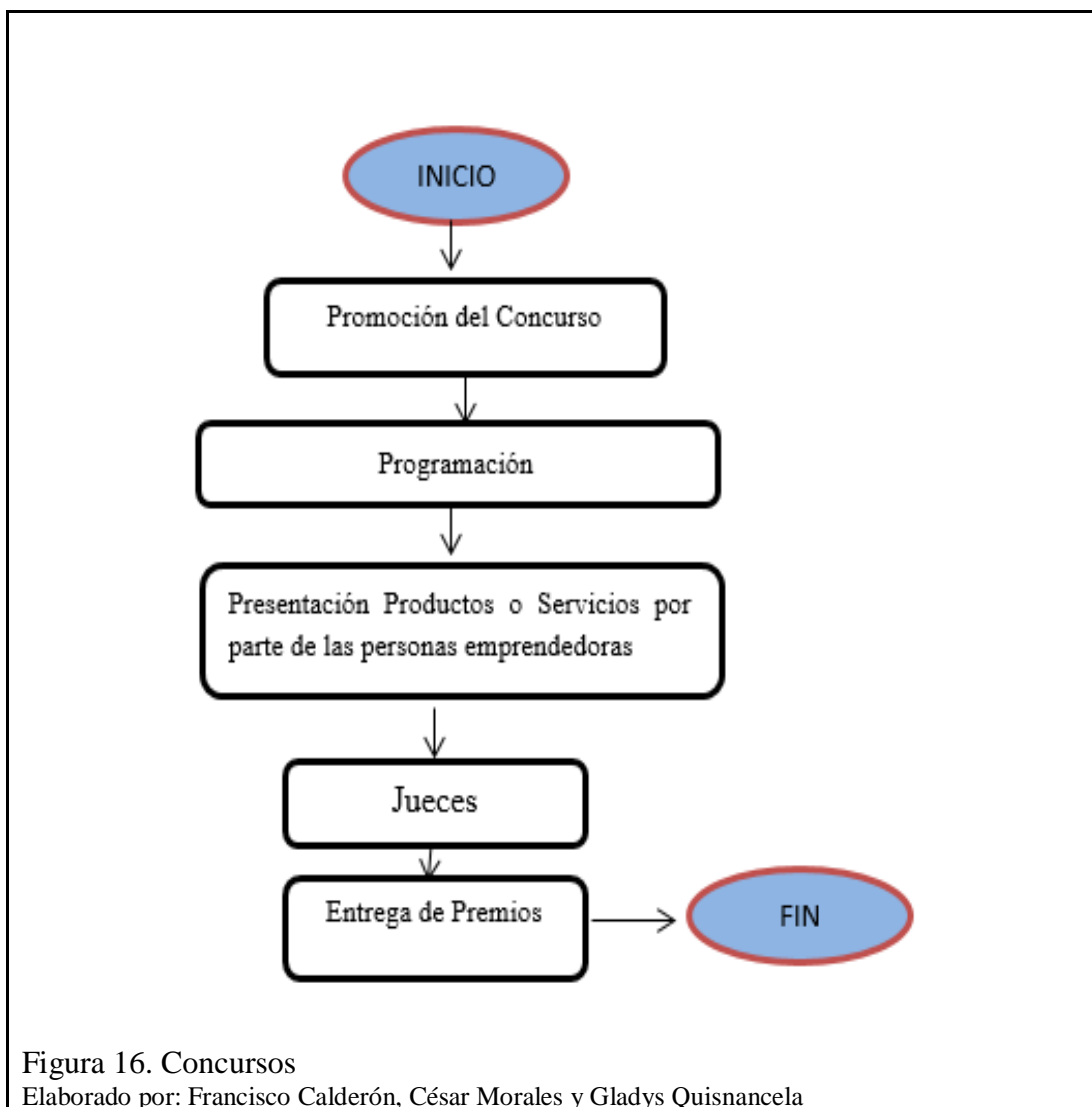 INICIO
Promoción del Concurso
Programación
Presentación Productos o Servicios por
parte de las personas emprendedoras
Jueces
Entrega de Premios
FIN
Figura 16. Concursos
Elaborado por: Francisco Calderón, César Morales y Gladys Quisnancela